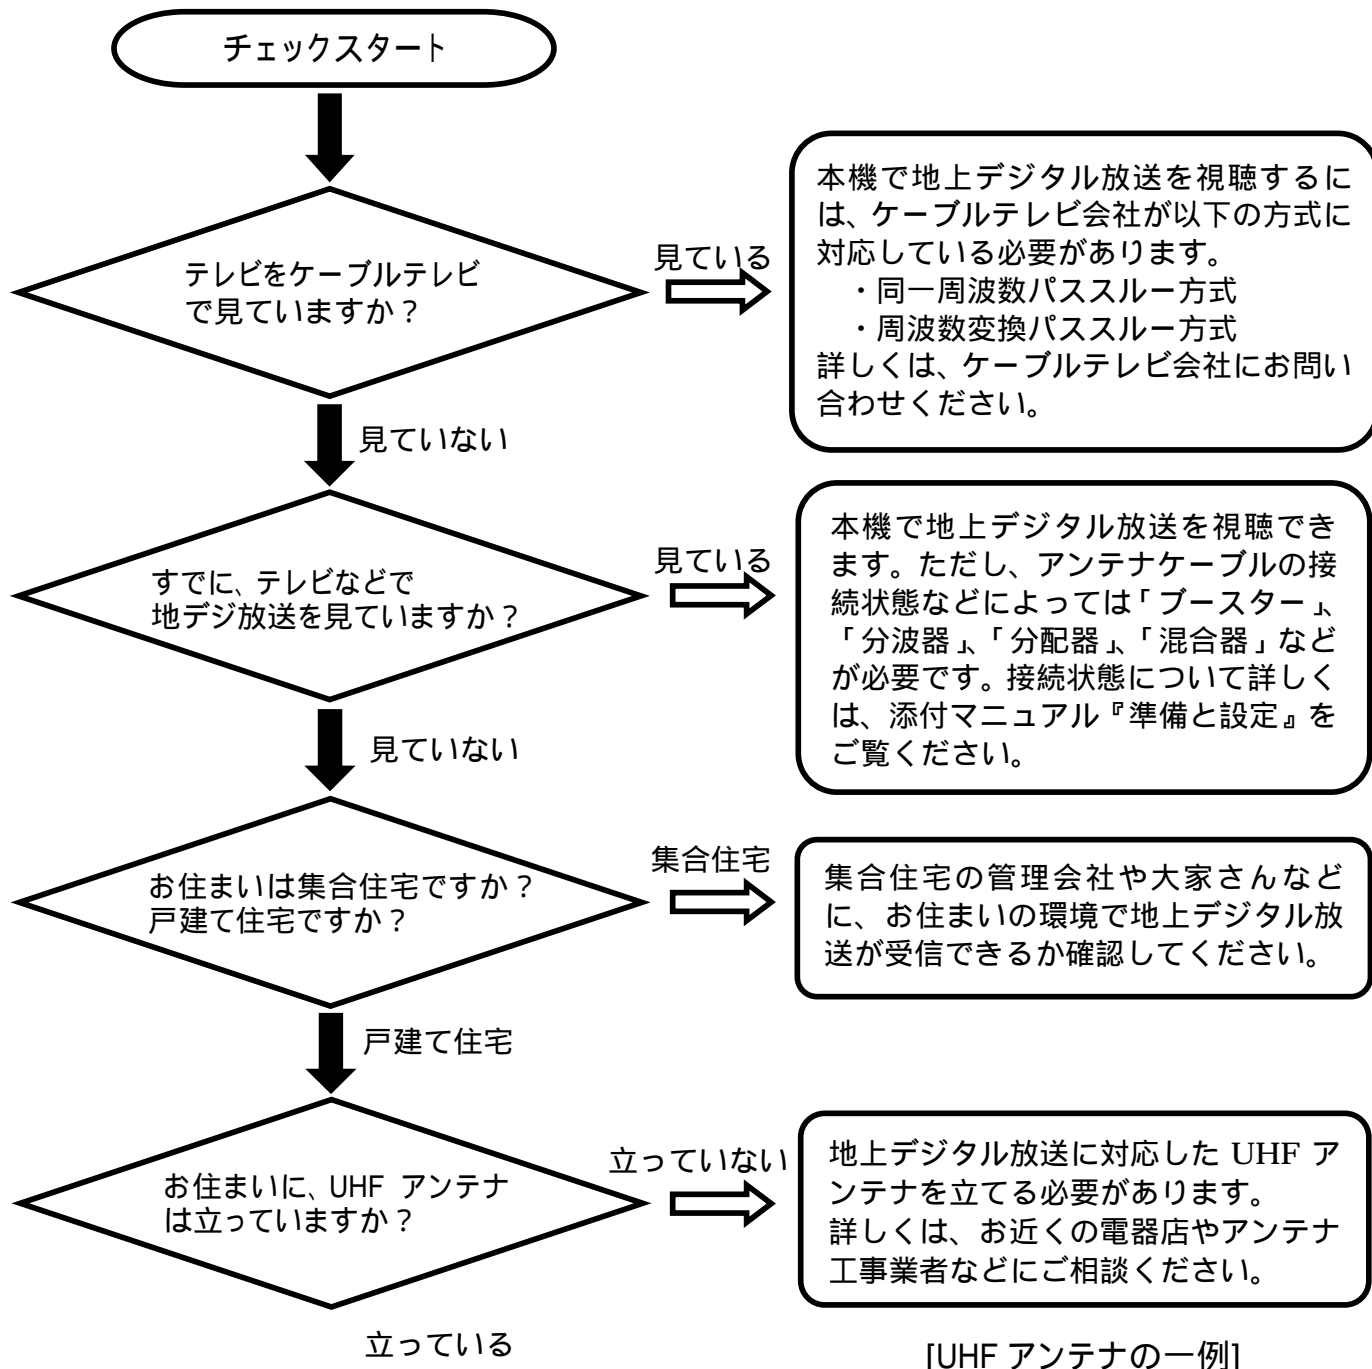 チェックスタート
テレビをケーブルテレビ
で見ていますか？
見ている
本機で地上デジタル放送を視聴するに
は、ケーブルテレビ会社が以下の方式に
対応している必要があります。
・同一周波数パススルー方式
・周波数変換パススルー方式
詳しくは、ケーブルテレビ会社にお問い
合わせください。
見ていない
すでに、テレビなどで
地デジ放送を見ていますか？
見ている
本機で地上デジタル放送を視聴でき
ます。ただし、アンテナケーブルの接
続状態などによっては「ブースター」、
「分波器」、「分配器」、「混合器」など
が必要です。接続状態について詳しく
は、添付マニュアル『準備と設定』を
ご覧ください。
見ていない
お住まいは集合住宅ですか？
戸建て住宅ですか？
集合住宅
集合住宅の管理会社や大家さんなど
に、お住まいの環境で地上デジタル放
送が受信できるか確認してください。
戸建て住宅
お住まいに、UHF アンテナ
は立っていますか？
立っていない
地上デジタル放送に対応した UHF ア
ンテナを立てる必要があります。
詳しくは、お近くの電器店やアンテナ
工事業者などにご相談ください。
立っている
[UHF アンテナの一例]